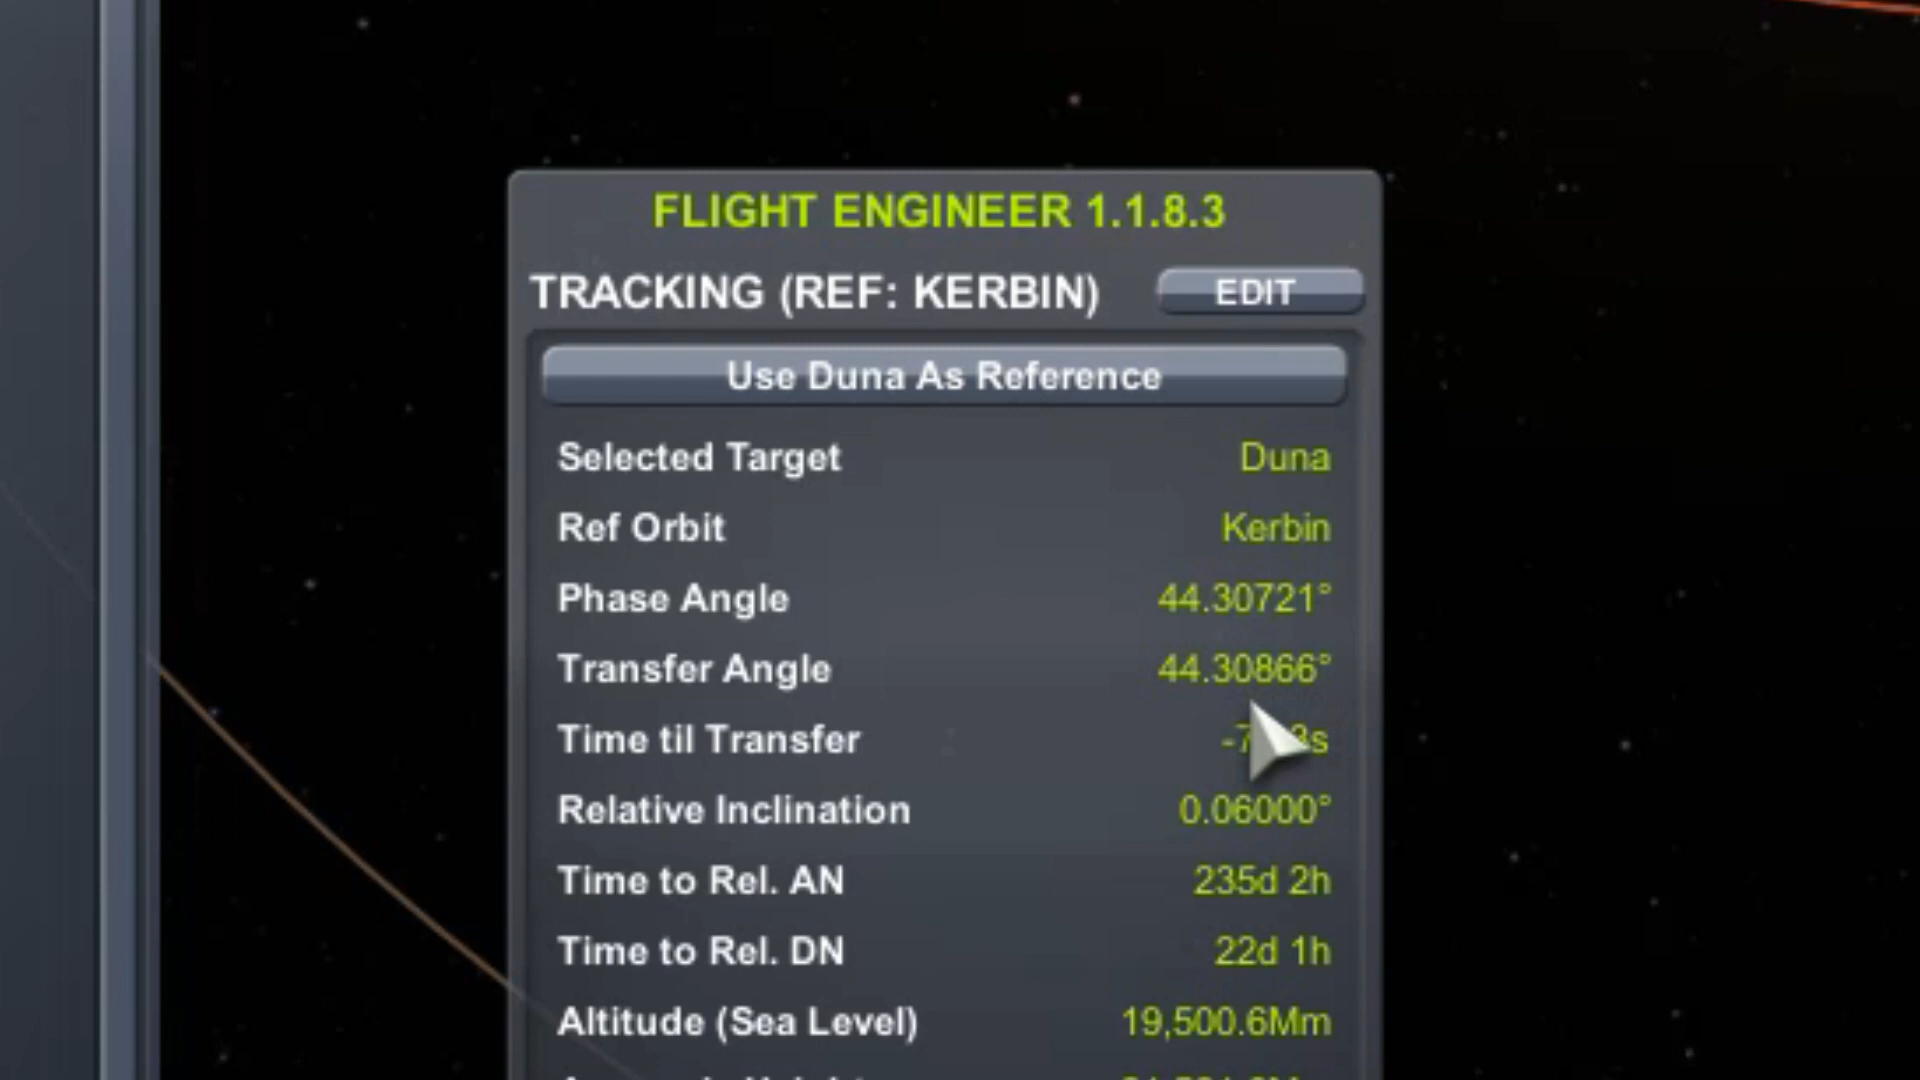 FLIGHT ENGINEER 1.1.8.3
TRACKING (REF: KERBIN) EDIT
Use Duna As Reference
Selected Target Duna
Ref Orbit Kerbin
Phase Angle 44.30721°
Transfer Angle 44.30866°
Time til Transfer
Relative Inclination 0.06000°
Time to Rel. AN 235d 2h
Time to Rel. DN 22d 1h
Altitude (Sea Level) 19,500.6Mm